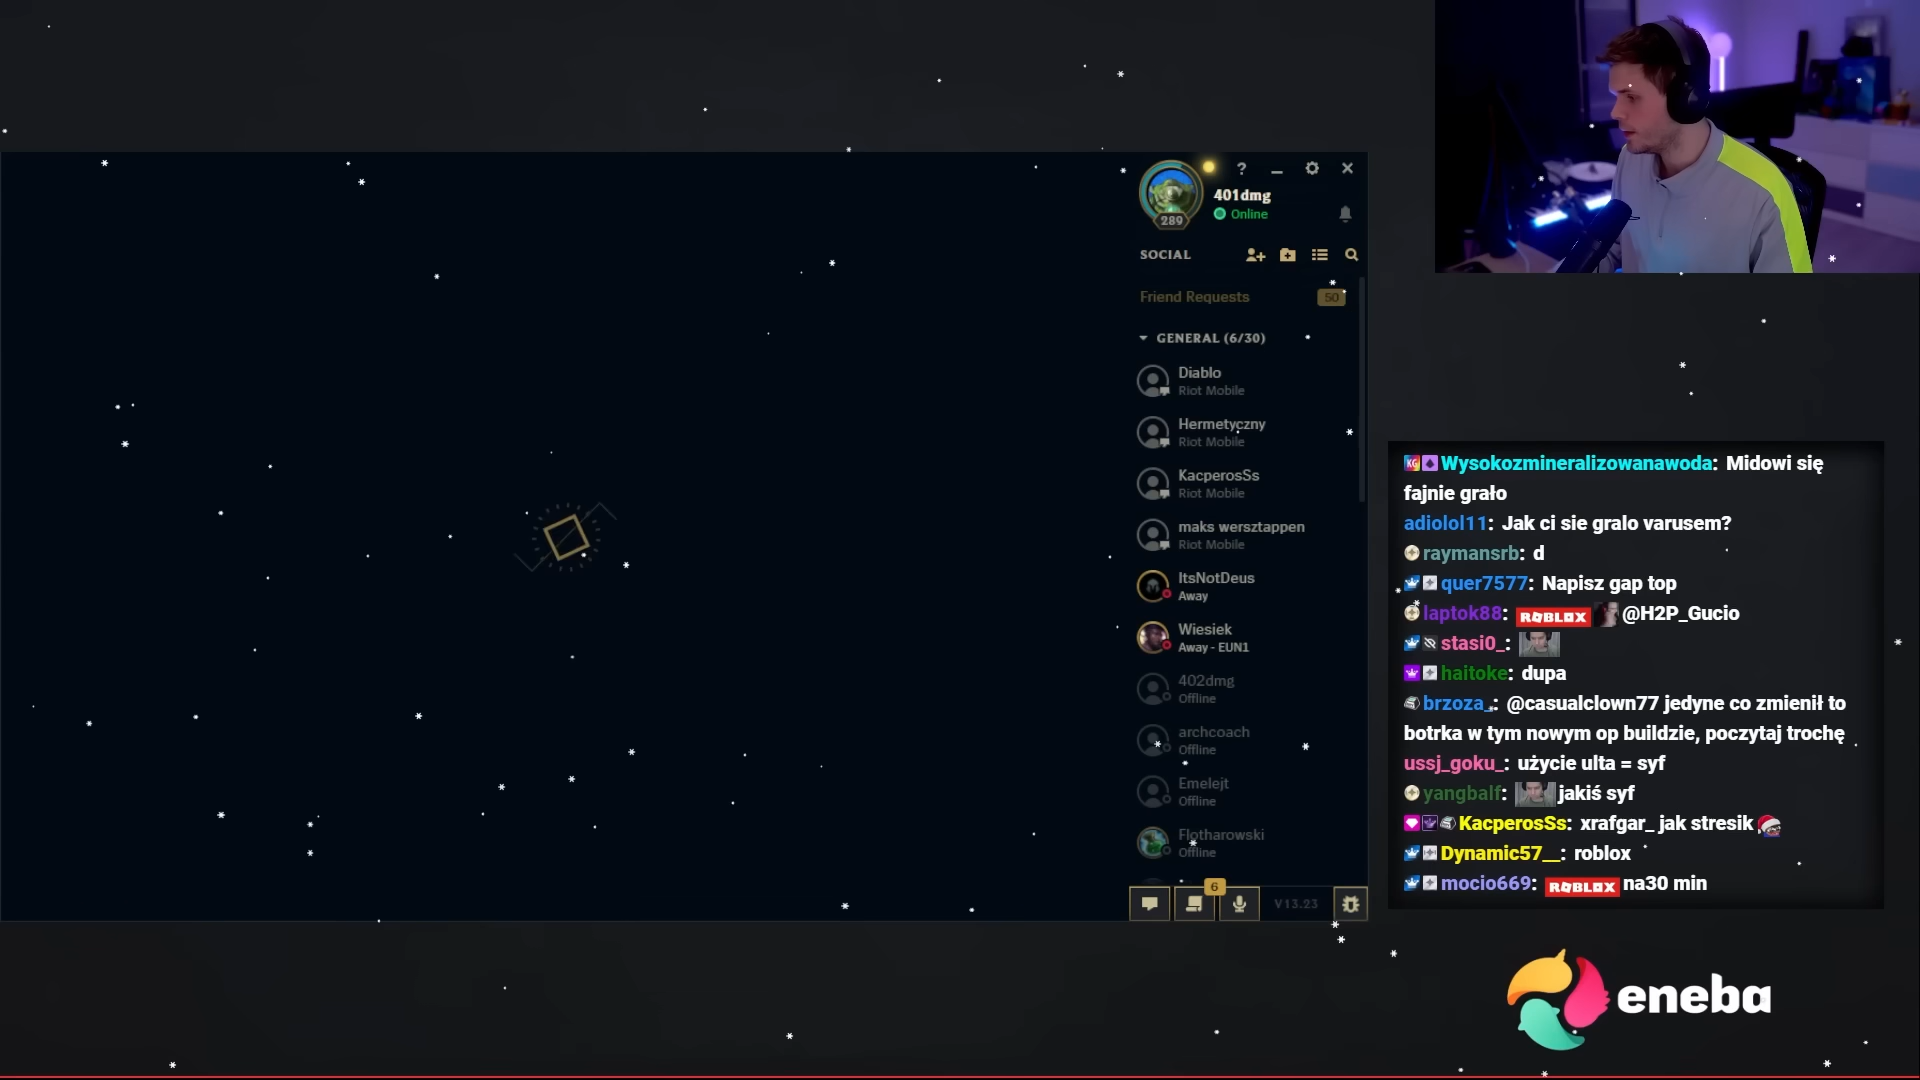 ?
401dmg
289
Online
SOCIAL
Friend Requests
50
GENERAL (6/30)
Diablo
Riot Mobile
Hermetyczny
Riot Mobile
KacperosSs
Riot Mobile
maks wersztappen
Riot Mobile
ItsNotDeus
Away
Wiesiek
Away - EUN1
402dmg
Offline
archcoach
Offline
Emelejt
Offline
Flotharowski
Offline
6
V13.23
KG Wysokozmineralizowanawoda: Midowi się
fajnie grało
adiolol11: Jak ci sie gralo varusem?
raymansrb: d
quer7577: Napisz gap top
laptok88: ROBLOX @H2P_Gucio
stasi0_:
haitoke: dupa
brzoza_: @casualclown77 jedyne co zmienił to
botrka w tym nowym op buildzie, poczytaj trochę
ussj_goku_: użycie ulta = syf
yangbalf: jakiś syf
KacperosSs: xrafgar_ jak stresik
Dynamic57__: roblox
mocio669: ROBLOX na30 min
eneba